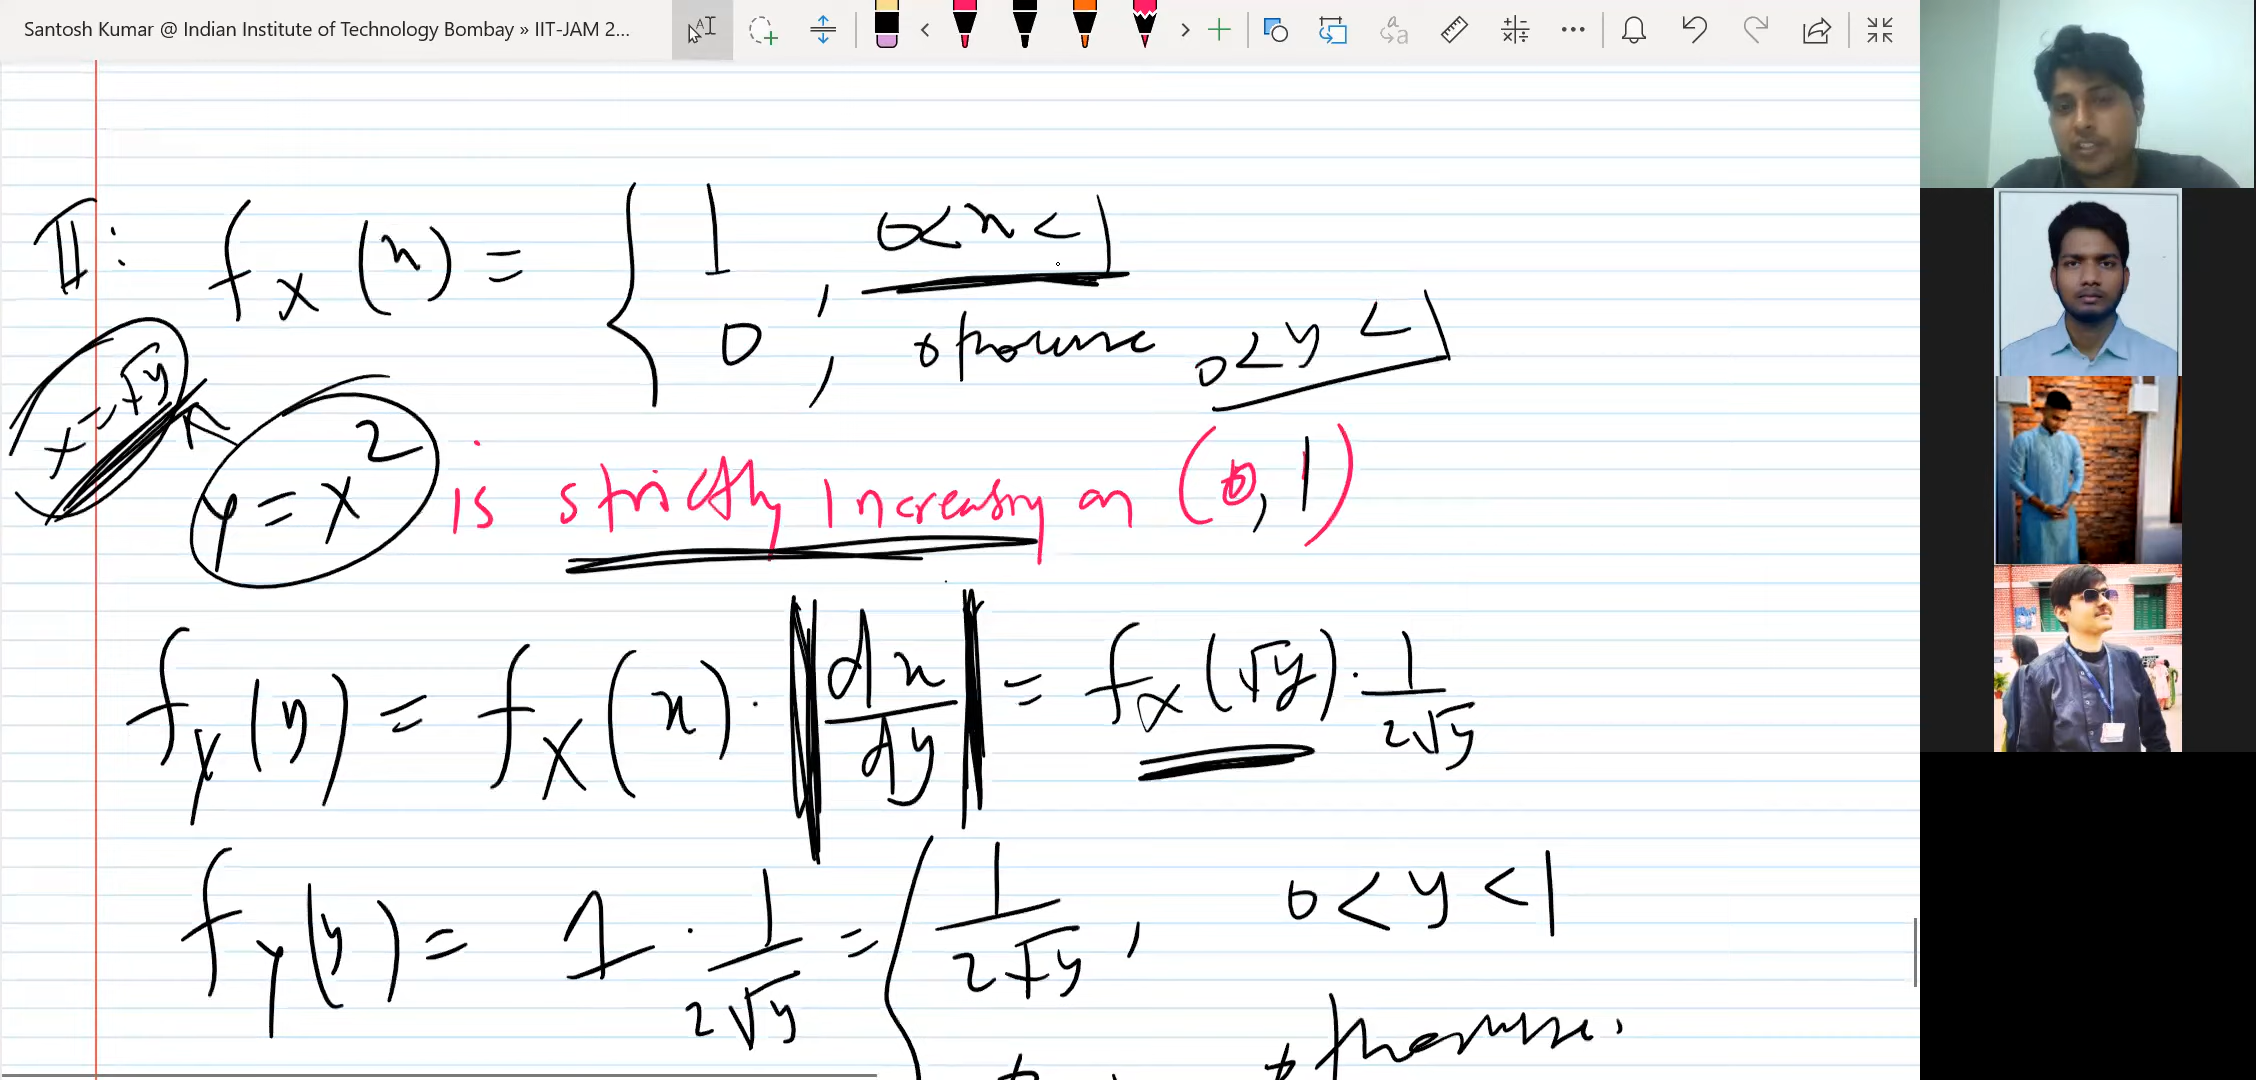 Santosh Kumar @ Indian Institute of Technology Bombay » IIT-JAM 2...
II: f_X (x) = { 1 , 0<x<1
0 , otherwise 0<y<1
x=√y
y = x² is strictly increasing on (0, 1)
f_Y(y) = f_X(x) · |dx/dy| = f_X(√y) · 1/2√y
f_Y(y) = 1 · 1/2√y = { 1/2√y , 0<y<1
otherwise.